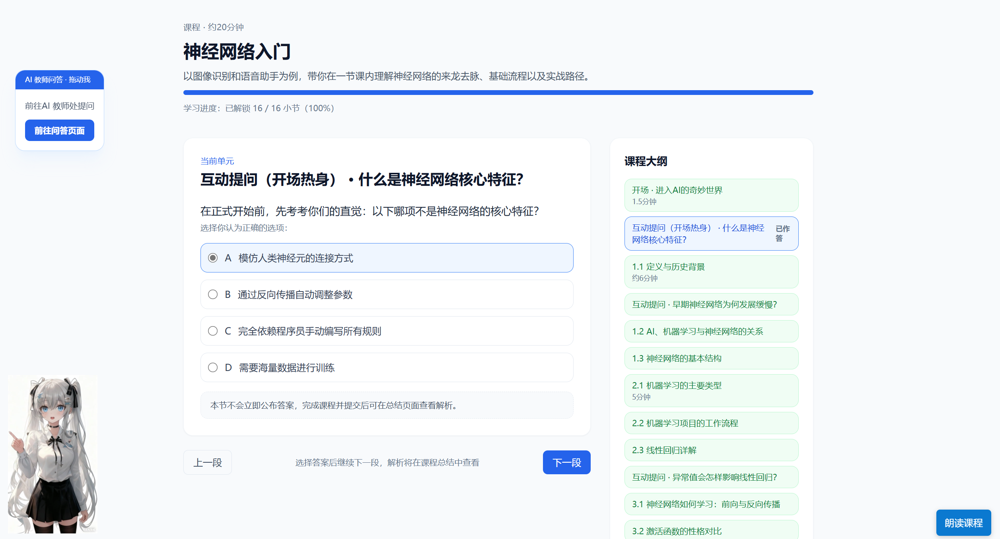 课程 · 约20分钟
神经网络入门
以图像识别和语音助手为例，带你在一节课内理解神经网络的来龙去脉、基础流程以及实战路径。
学习进度：已解锁 16 / 16 小节（100%）
AI 教师问答 · 拖动我
前往AI 教师处提问
前往问答页面
当前单元
互动提问（开场热身） · 什么是神经网络核心特征？
在正式开始前，先考考你们的直觉：以下哪项不是神经网络的核心特征？
选择你认为正确的选项：
A 模仿人类神经元的连接方式
B 通过反向传播自动调整参数
C 完全依赖程序员手动编写所有规则
D 需要海量数据进行训练
本节不会立即公布答案，完成课程并提交后可在总结页面查看解析。
上一段
选择答案后继续下一段，解析将在课程总结中查看
下一段
课程大纲
开场 · 进入AI的奇妙世界
1.5分钟
互动提问（开场热身） · 什么是神经
网络核心特征？
已作
答
1.1 定义与历史背景
约6分钟
互动提问 · 早期神经网络为何发展缓慢？
1.2 AI、机器学习与神经网络的关系
1.3 神经网络的基本结构
2.1 机器学习的主要类型
5分钟
2.2 机器学习项目的工作流程
2.3 线性回归详解
互动提问 · 异常值会怎样影响线性回归？
3.1 神经网络如何学习：前向与反向传播
3.2 激活函数的性格对比
朗读课程